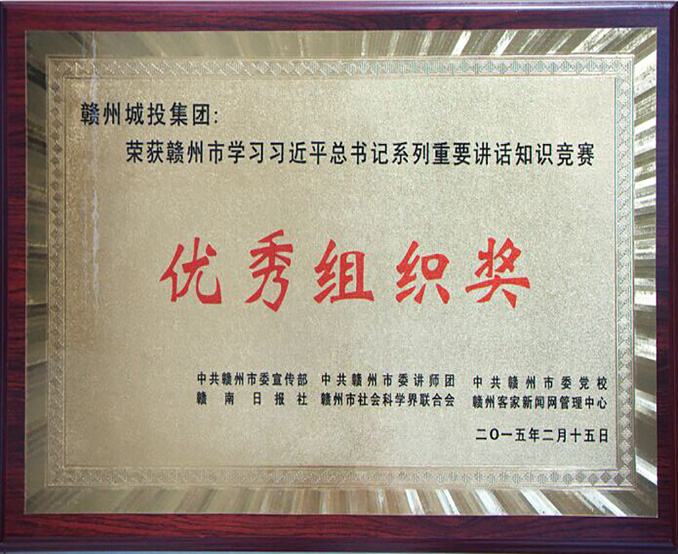 赣州城投集团:
荣获赣州市学习习近平总书记系列重要讲话知识竞赛
优秀组织奖
中共赣州市委宣传部 中共赣州市委讲师团 中共赣州市委党校
赣南日报社 赣州市社会科学界联合会 赣州客家新闻网管理中心
二〇一五年二月十五日